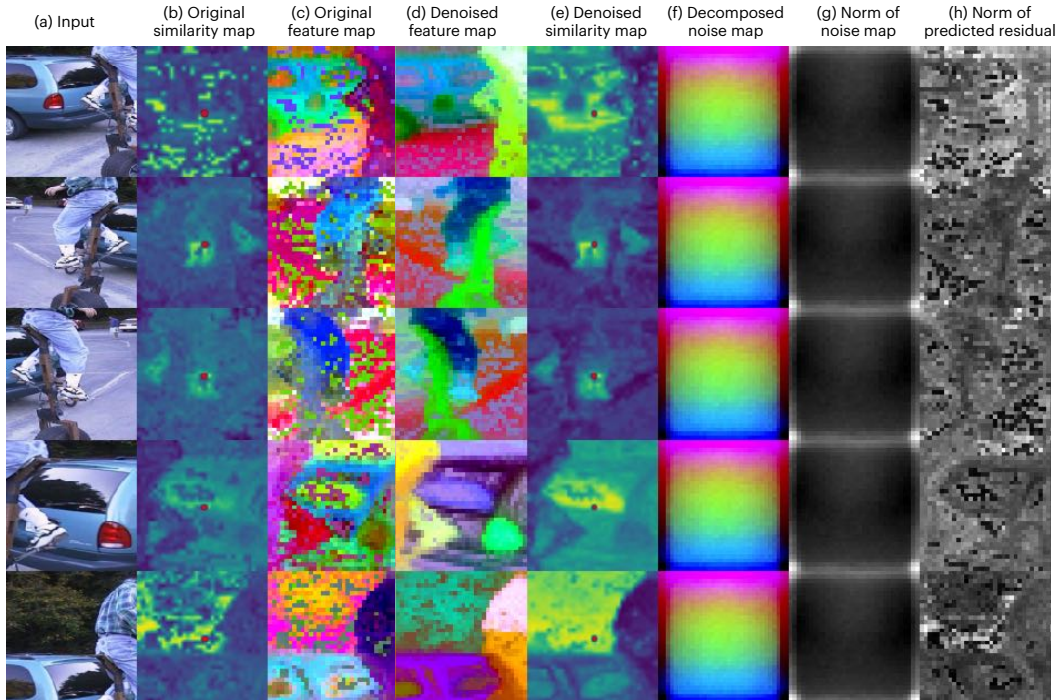 (a) Input
(b) Original
similarity map
(c) Original
feature map
(d) Denoised
feature map
(e) Denoised
similarity map
(f) Decomposed
noise map
(g) Norm of
noise map
(h) Norm of
predicted residual